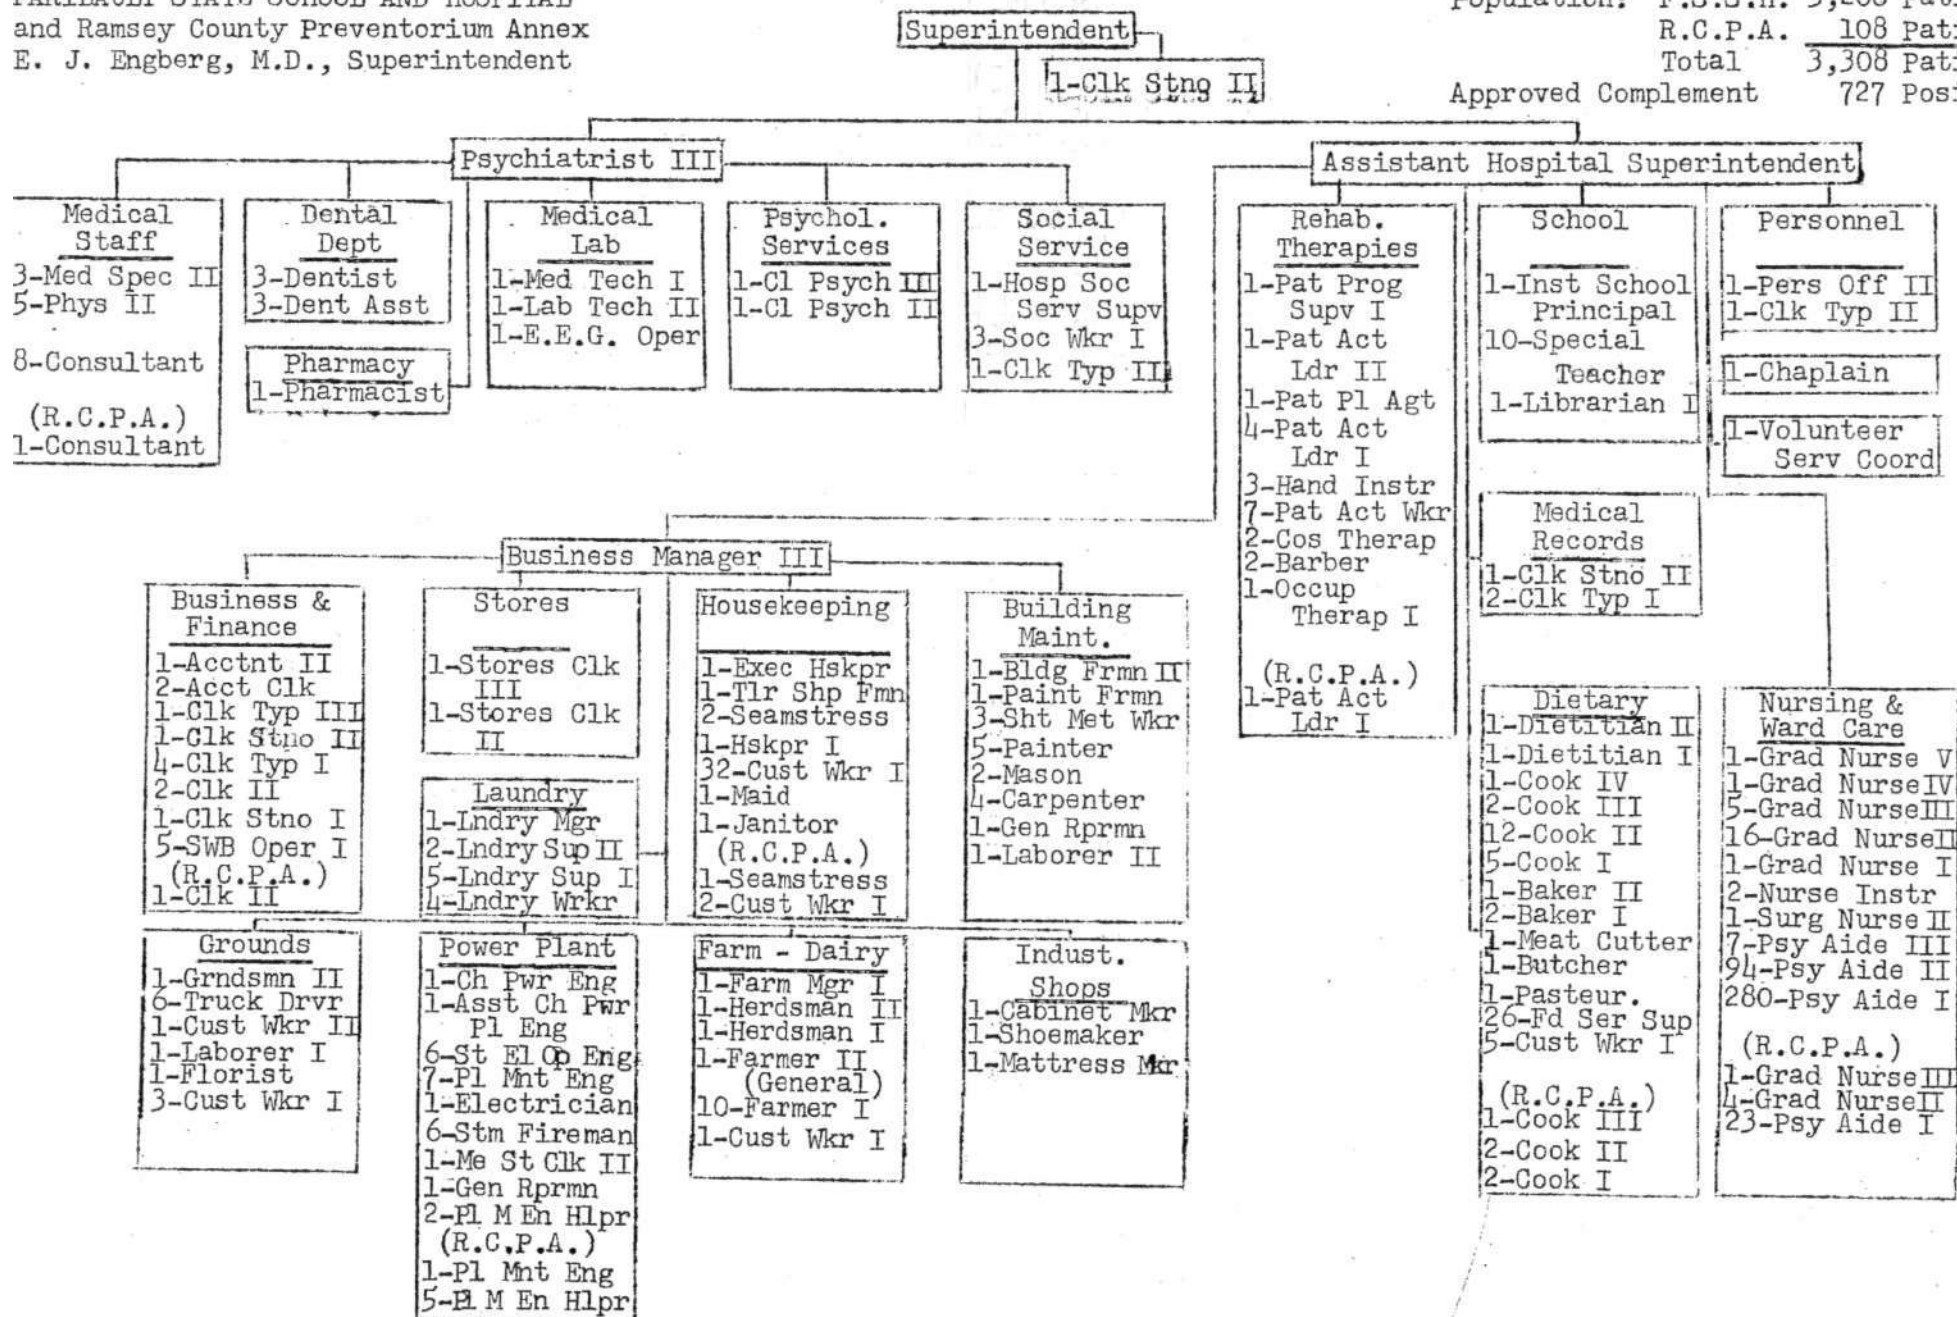 FARIBAULT STATE SCHOOL AND HOSPITAL
and Ramsey County Preventorium Annex
E. J. Engberg, M.D., Superintendent
Population: F.S.S.H. 3,200 Pati
R.C.P.A. 108 Pati
Total 3,308 Pati
Approved Complement 727 Posi
Superintendent
1-Clk Stno II
Psychiatrist III
Assistant Hospital Superintendent
Medical
Staff
3-Med Spec II
5-Phys II
8-Consultant
(R.C.P.A.)
1-Consultant
Dental
Dept
3-Dentist
3-Dent Asst
Pharmacy
1-Pharmacist
Medical
Lab
1-Med Tech I
1-Lab Tech II
1-E.E.G. Oper
Psychol.
Services
1-Cl Psych III
1-Cl Psych II
Social
Service
1-Hosp Soc
Serv Supv
3-Soc Wkr I
1-Clk Typ II
Rehab.
Therapies
1-Pat Prog
Supv I
1-Pat Act
Ldr II
1-Pat Pl Agt
4-Pat Act
Ldr I
3-Hand Instr
7-Pat Act Wkr
2-Cos Therap
2-Barber
1-Occup
Therap I
(R.C.P.A.)
1-Pat Act
Ldr I
School
1-Inst School
Principal
10-Special
Teacher
1-Librarian I
Personnel
1-Pers Off II
1-Clk Typ II
1-Chaplain
1-Volunteer
Serv Coord
Medical
Records
1-Clk Stno II
2-Clk Typ I
Business Manager III
Business &
Finance
1-Acctnt II
2-Acct Clk
1-Clk Typ III
1-Clk Stno II
4-Clk Typ I
2-Clk II
1-Clk Stno I
5-SWB Oper I
(R.C.P.A.)
1-Clk II
Stores
1-Stores Clk
III
1-Stores Clk
II
Laundry
1-Lndry Mgr
2-Lndry Sup II
5-Lndry Sup I
4-Lndry Wrkr
Housekeeping
1-Exec Hskpr
1-Tlr Shp Fmn
2-Seamstress
1-Hskpr I
32-Cust Wkr I
1-Maid
1-Janitor
(R.C.P.A.)
1-Seamstress
2-Cust Wkr I
Building
Maint.
1-Bldg Frmn II
1-Paint Frmn
3-Sht Met Wkr
5-Painter
2-Mason
4-Carpenter
1-Gen Rprmn
1-Laborer II
Dietary
1-Dietitian II
1-Dietitian I
1-Cook IV
2-Cook III
12-Cook II
5-Cook I
1-Baker II
2-Baker I
1-Meat Cutter
1-Butcher
1-Pasteur.
26-Fd Ser Sup
5-Cust Wkr I
(R.C.P.A.)
1-Cook III
2-Cook II
2-Cook I
Nursing &
Ward Care
1-Grad Nurse V
1-Grad Nurse IV
5-Grad Nurse III
16-Grad Nurse II
1-Grad Nurse I
2-Nurse Instr
1-Surg Nurse II
7-Psy Aide III
94-Psy Aide II
280-Psy Aide I
(R.C.P.A.)
1-Grad Nurse III
4-Grad Nurse II
23-Psy Aide I
Grounds
1-Grndsmn II
6-Truck Drvr
1-Cust Wkr II
1-Laborer I
1-Florist
3-Cust Wkr I
Power Plant
1-Ch Pwr Eng
1-Asst Ch Pwr
Pl Eng
6-St El Op Eng
7-Pl Mnt Eng
1-Electrician
6-Stm Fireman
1-Me St Clk II
1-Gen Rprmn
2-Pl M En Hlpr
(R.C.P.A.)
1-Pl Mnt Eng
5-Pl M En Hlpr
Farm - Dairy
1-Farm Mgr I
1-Herdsman II
1-Herdsman I
1-Farmer II
(General)
10-Farmer I
1-Cust Wkr I
Indust.
Shops
1-Cabinet Mkr
1-Shoemaker
1-Mattress Mkr